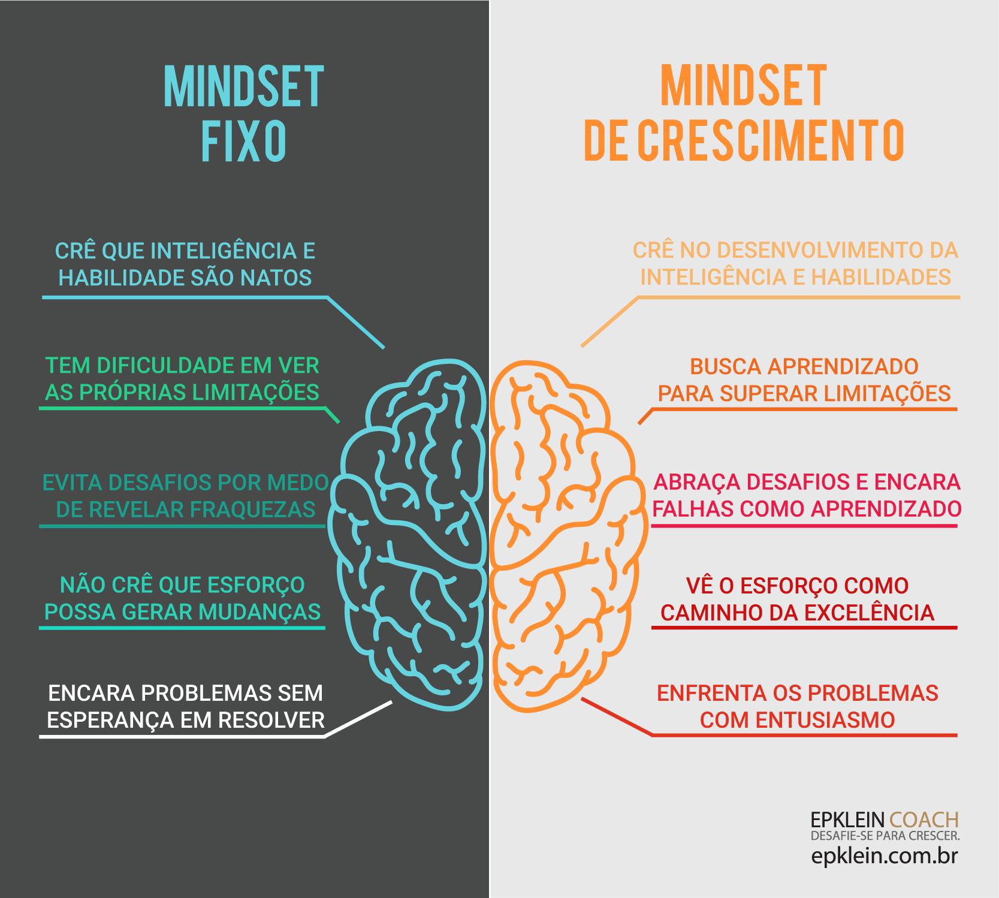 MINDSET
FIXO
CRÊ QUE INTELIGÊNCIA E
HABILIDADE SÃO NATOS
TEM DIFICULDADE EM VER
AS PRÓPRIAS LIMITAÇÕES
EVITA DESAFIOS POR MEDO
DE REVELAR FRAQUEZAS
NÃO CRÊ QUE ESFORÇO
POSSA GERAR MUDANÇAS
ENCARA PROBLEMAS SEM
ESPERANÇA EM RESOLVER
MINDSET
DE CRESCIMENTO
CRÊ NO DESENVOLVIMENTO DA
INTELIGÊNCIA E HABILIDADES
BUSCA APRENDIZADO
PARA SUPERAR LIMITAÇÕES
ABRAÇA DESAFIOS E ENCARA
FALHAS COMO APRENDIZADO
VÊ O ESFORÇO COMO
CAMINHO DA EXCELÊNCIA
ENFRENTA OS PROBLEMAS
COM ENTUSIASMO
EPKLEIN COACH
DESAFIE-SE PARA CRESCER.
epklein.com.br